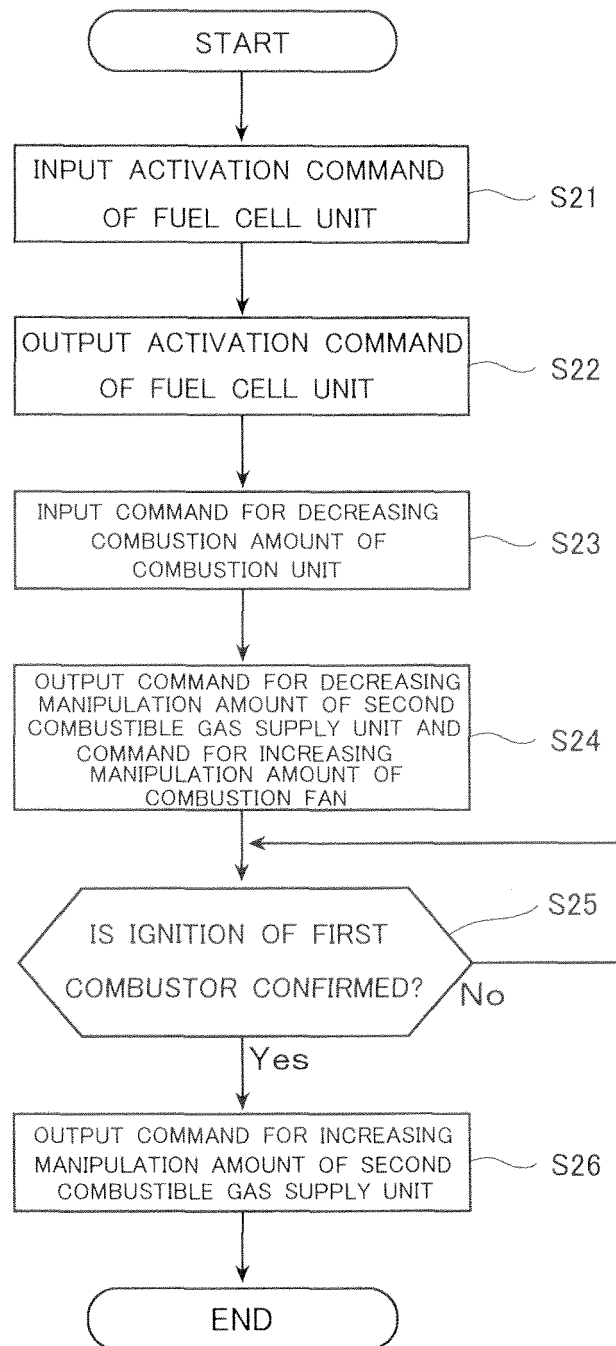 START
INPUT ACTIVATION COMMAND
OF FUEL CELL UNIT
S21
OUTPUT ACTIVATION COMMAND
OF FUEL CELL UNIT
S22
INPUT COMMAND FOR DECREASING
COMBUSTION AMOUNT OF
COMBUSTION UNIT
S23
OUTPUT COMMAND FOR DECREASING
MANIPULATION AMOUNT OF SECOND
COMBUSTIBLE GAS SUPPLY UNIT AND
COMMAND FOR INCREASING
MANIPULATION AMOUNT OF
COMBUSTION FAN
S24
IS IGNITION OF FIRST
COMBUSTOR CONFIRMED?
S25
No
Yes
OUTPUT COMMAND FOR INCREASING
MANIPULATION AMOUNT OF SECOND
COMBUSTIBLE GAS SUPPLY UNIT
S26
END